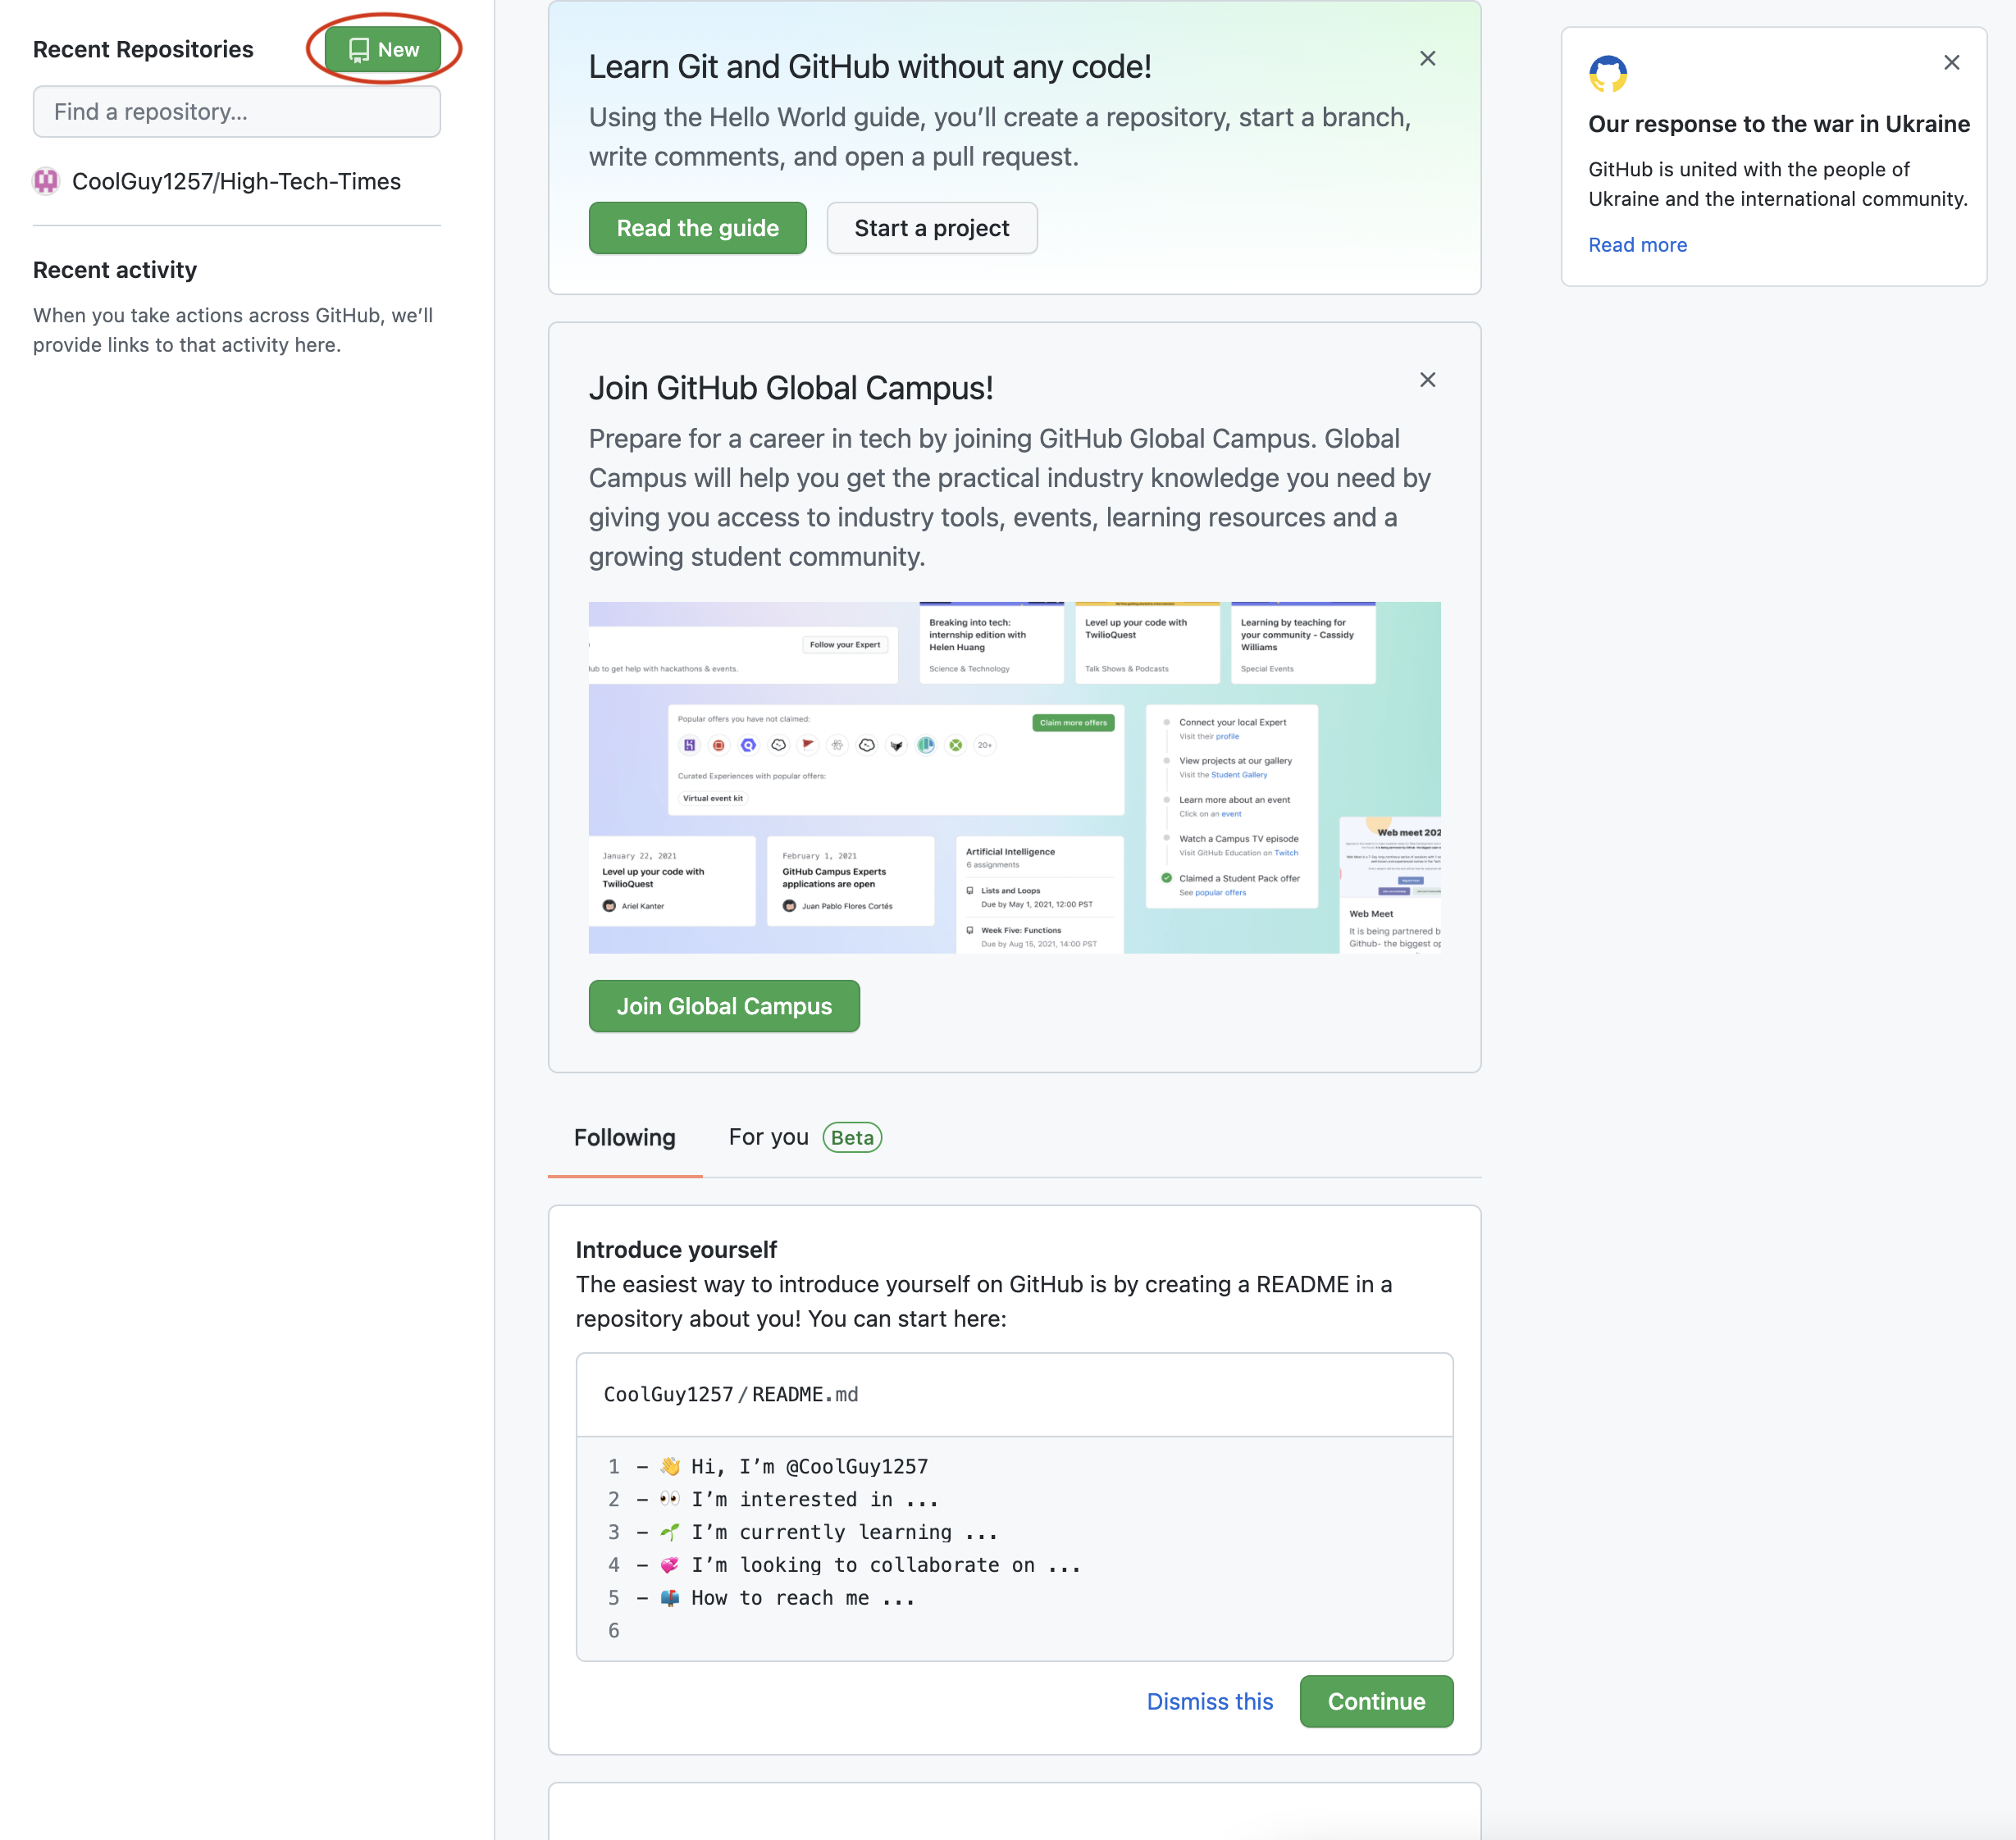 Recent Repositories
New
Find a repository...
CoolGuy1257/High-Tech-Times
Recent activity
When you take actions across GitHub, we’ll
provide links to that activity here.
Learn Git and GitHub without any code!
Using the Hello World guide, you’ll create a repository, start a branch,
write comments, and open a pull request.
Read the guide
Start a project
Join GitHub Global Campus!
Prepare for a career in tech by joining GitHub Global Campus. Global
Campus will help you get the practical industry knowledge you need by
giving you access to industry tools, events, learning resources and a
growing student community.
Follow your Expert
to get help with hackathons & events.
Breaking into tech:
internship edition with
Helen Huang
Science & Technology
Level up your code with
TwilioQuest
Talk Shows & Podcasts
Learning by teaching for
your community - Cassidy
Williams
Special Events
Popular offers you have not claimed:
Claim more offers
20+
Curated Experiences with popular offers:
Virtual event kit
Connect your local Expert
Visit their profile
View projects at our gallery
Visit the Student Gallery
Learn more about an event
Click on an event
Watch a Campus TV episode
Visit GitHub Education on Twitch
Claimed a Student Pack offer
See popular offers
January 22, 2021
Level up your code with
TwilioQuest
Ariel Kanter
February 1, 2021
GitHub Campus Experts
applications are open
Juan Pablo Flores Cortés
Artificial Intelligence
6 assignments
Lists and Loops
Due by May 1, 2021, 12:00 PST
Week Five: Functions
Due by Aug 15, 2021, 14:00 PST
Web meet 202
Web Meet
It is being partnered b
Github- the biggest op
Join Global Campus
Following
For you Beta
Introduce yourself
The easiest way to introduce yourself on GitHub is by creating a README in a
repository about you! You can start here:
CoolGuy1257/README.md
1 - 👋 Hi, I’m @CoolGuy1257
2 - 👀 I’m interested in ...
3 - 🌱 I’m currently learning ...
4 - 💞️ I’m looking to collaborate on ...
5 - 📫 How to reach me ...
6
Dismiss this
Continue
Our response to the war in Ukraine
GitHub is united with the people of
Ukraine and the international community.
Read more